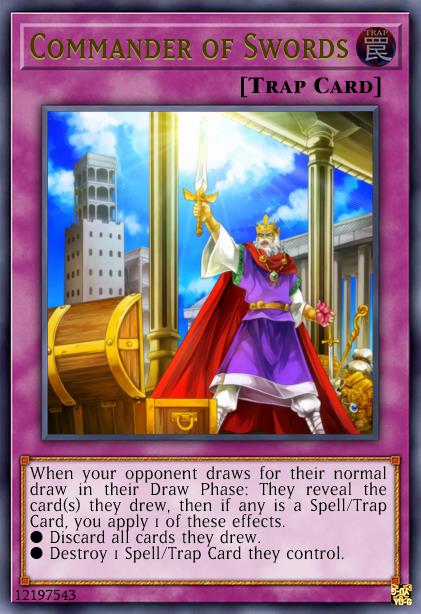 COMMANDER OF SWORDS
TRAP
罠
[TRAP CARD]
When your opponent draws for their normal
draw in their Draw Phase: They reveal the
card(s) they drew, then if any is a Spell/Trap
Card, you apply 1 of these effects.
● Discard all cards they drew.
● Destroy 1 Spell/Trap Card they control.
12197543